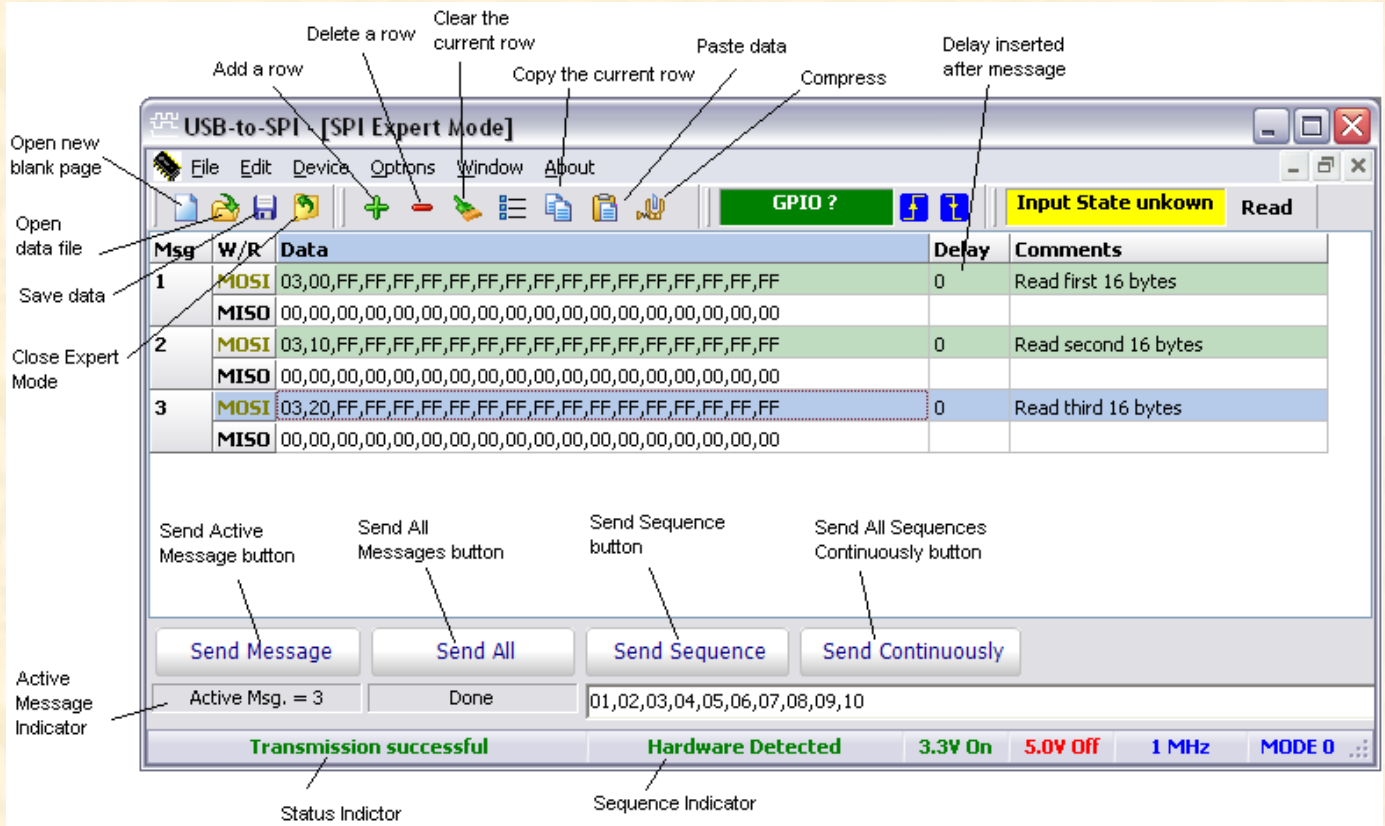 Clear the
current row
Delete a row
Paste data
Delay inserted
after message
Add a row
Copy the current row
Compress
USB-to-SPI - [SPI Expert Mode]
Open new
blank page
File Edit Device Options Window About
GPIO ?
Input State unkown
Read
Open
data file
Msg W/R Data Delay Comments
1 MOSI 03,00,FF,FF,FF,FF,FF,FF,FF,FF,FF,FF,FF,FF,FF,FF,FF,FF 0 Read first 16 bytes
Save data
MISO 00,00,00,00,00,00,00,00,00,00,00,00,00,00,00,00,00,00
2 MOSI 03,10,FF,FF,FF,FF,FF,FF,FF,FF,FF,FF,FF,FF,FF,FF,FF,FF 0 Read second 16 bytes
Close Expert
Mode
MISO 00,00,00,00,00,00,00,00,00,00,00,00,00,00,00,00,00,00
3 MOSI 03,20,FF,FF,FF,FF,FF,FF,FF,FF,FF,FF,FF,FF,FF,FF,FF,FF 0 Read third 16 bytes
MISO 00,00,00,00,00,00,00,00,00,00,00,00,00,00,00,00,00,00
Send Active
Message button
Send All
Messages button
Send Sequence
button
Send All Sequences
Continuously button
Send Message
Send All
Send Sequence
Send Continuously
Active
Message
Indicator
Active Msg. = 3
Done
01,02,03,04,05,06,07,08,09,10
Transmission successful
Hardware Detected
3.3V On
5.0V Off
1 MHz
MODE 0
Status Indictor
Sequence Indicator